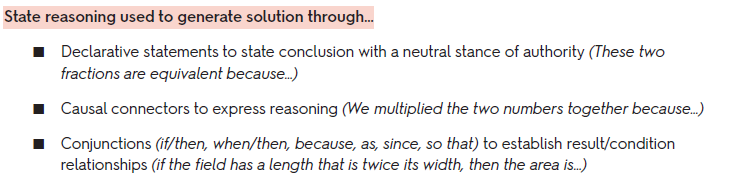 State reasoning used to generate solution through…
■ Declarative statements to state conclusion with a neutral stance of authority (These two
fractions are equivalent because…)
■ Causal connectors to express reasoning (We multiplied the two numbers together because…)
■ Conjunctions (if/then, when/then, because, as, since, so that) to establish result/condition
relationships (if the field has a length that is twice its width, then the area is…)